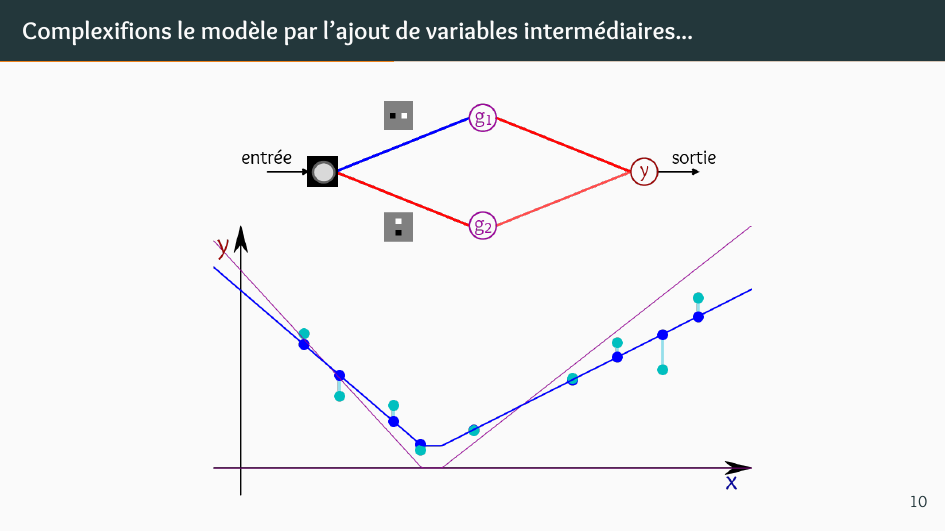 Complexifions le modèle par l'ajout de variables intermédiaires...
g1
entrée
y
sortie
g2
y
x
10